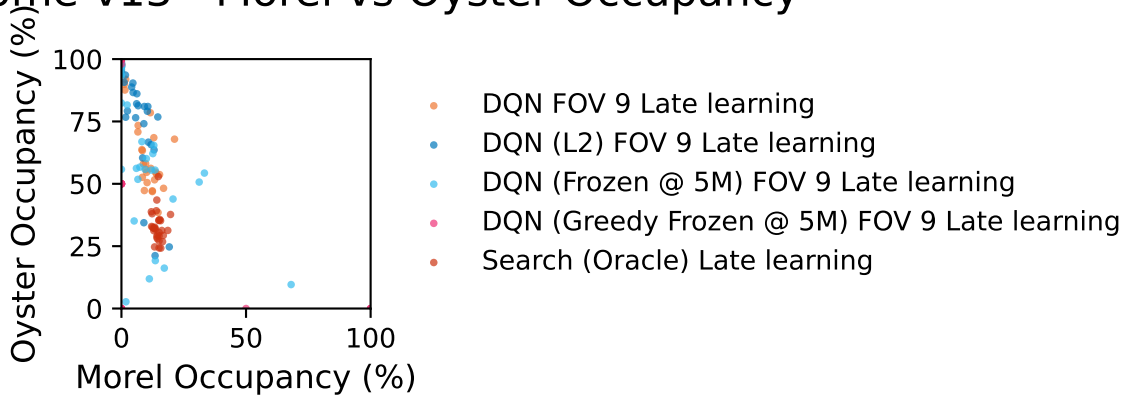 v13 - Morel vs Oyster Occupancy
Oyster Occupancy (%)
100
75
50
25
0
0 50 100
Morel Occupancy (%)
DQN FOV 9 Late learning
DQN (L2) FOV 9 Late learning
DQN (Frozen @ 5M) FOV 9 Late learning
DQN (Greedy Frozen @ 5M) FOV 9 Late learning
Search (Oracle) Late learning